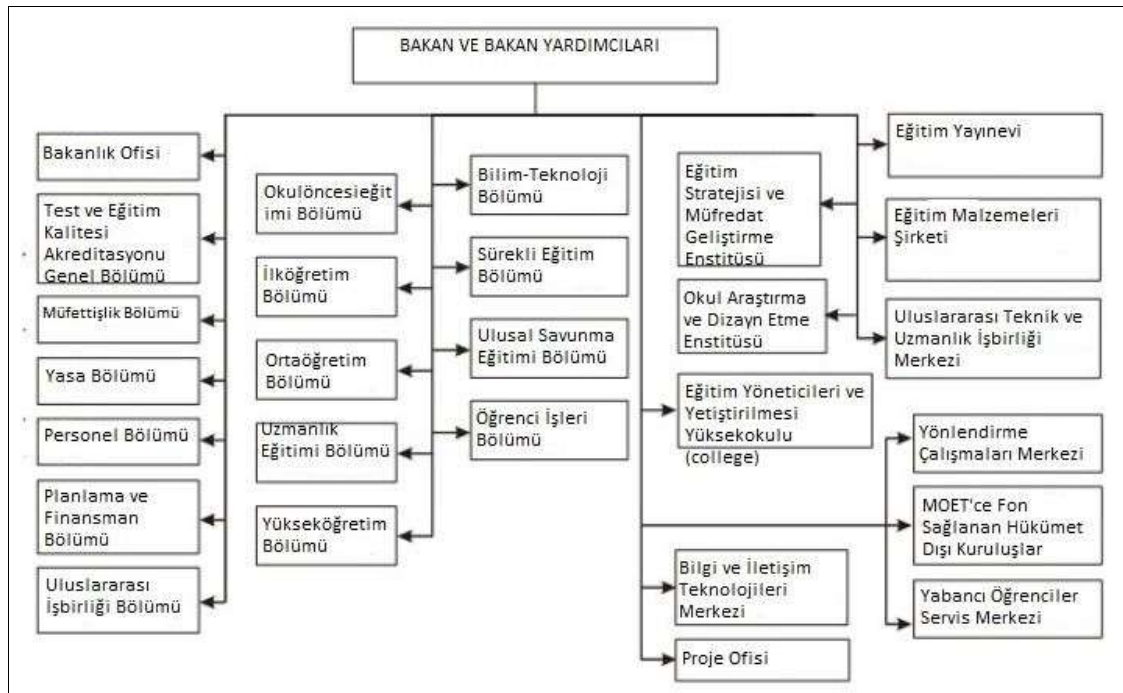 BAKAN VE BAKAN YARDIMCILARI
Bakanlık Ofisi
Test ve Eğitim
Kalitesi
Akreditasyonu
Genel Bölümü
Müfettişlik Bölümü
Yasa Bölümü
Personel Bölümü
Planlama ve
Finansman
Bölümü
Uluslararası
İşbirliği Bölümü
Okulöncesieğit
imi Bölümü
İlköğretim
Bölümü
Ortaöğretim
Bölümü
Uzmanlık
Eğitimi Bölümü
Yükseköğretim
Bölümü
Bilim-Teknoloji
Bölümü
Sürekli Eğitim
Bölümü
Ulusal Savunma
Eğitimi Bölümü
Öğrenci İşleri
Bölümü
Eğitim
Stratejisi ve
Müfredat
Geliştirme
Enstitüsü
Okul Araştırma
ve Dizayn Etme
Enstitüsü
Eğitim Yöneticileri ve
Yetiştirilmesi
Yüksekokulu
(college)
Bilgi ve İletişim
Teknolojileri
Merkezi
Proje Ofisi
Eğitim Yayınevi
Eğitim Malzemeleri
Şirketi
Uluslararası Teknik ve
Uzmanlık İşbirliği
Merkezi
Yönlendirme
Çalışmaları Merkezi
MOET'ce Fon
Sağlanan Hükümet
Dışı Kuruluşlar
Yabancı Öğrenciler
Servis Merkezi